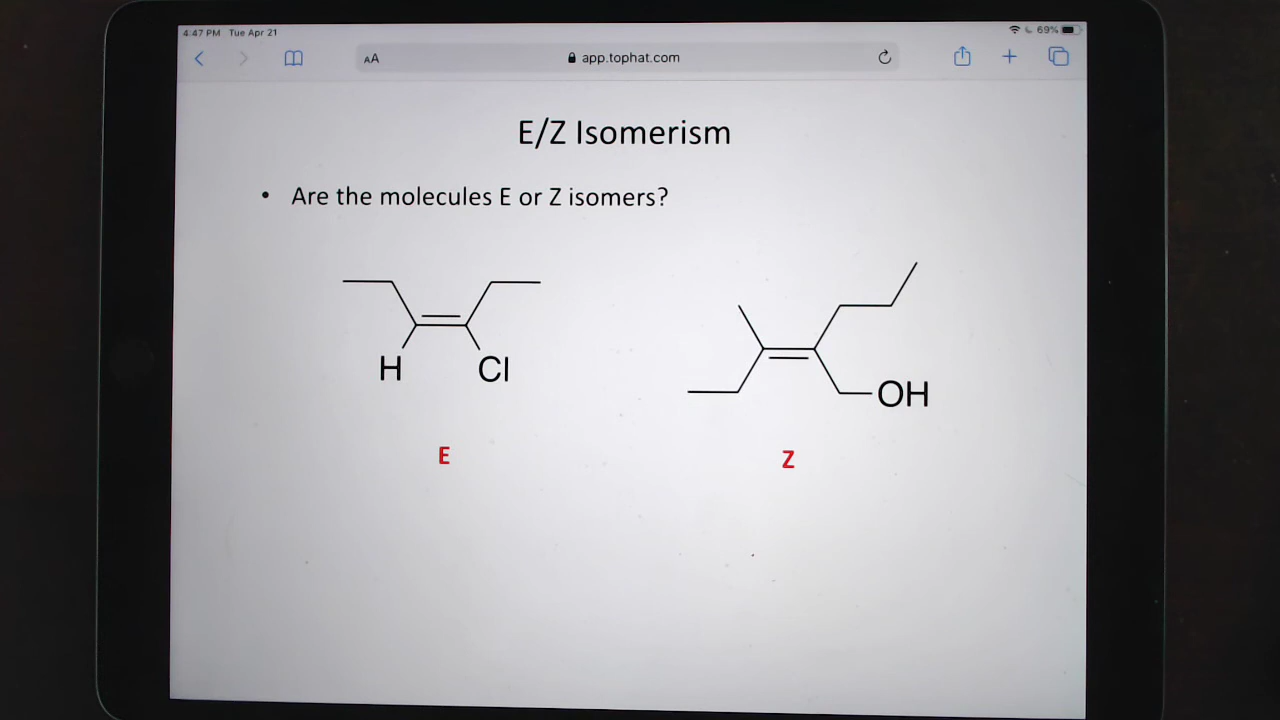 4:47 PM Tue Apr 21
69%
AA
app.tophat.com
E/Z Isomerism
• Are the molecules E or Z isomers?
H
Cl
OH
E
Z